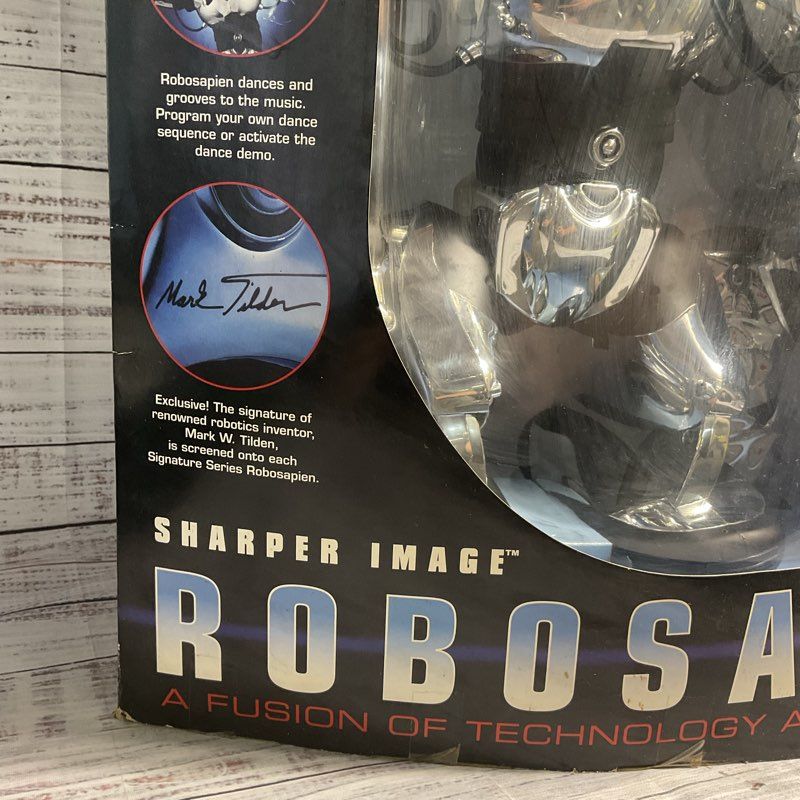 Robosapien dances and
grooves to the music.
Program your own dance
sequence or activate the
dance demo.
Mark Tilden
Exclusive! The signature of
renowned robotics inventor,
Mark W. Tilden,
is screened onto each
Signature Series Robosapien.
SHARPER IMAGE™
ROBOSA
A FUSION OF TECHNOLOGY A